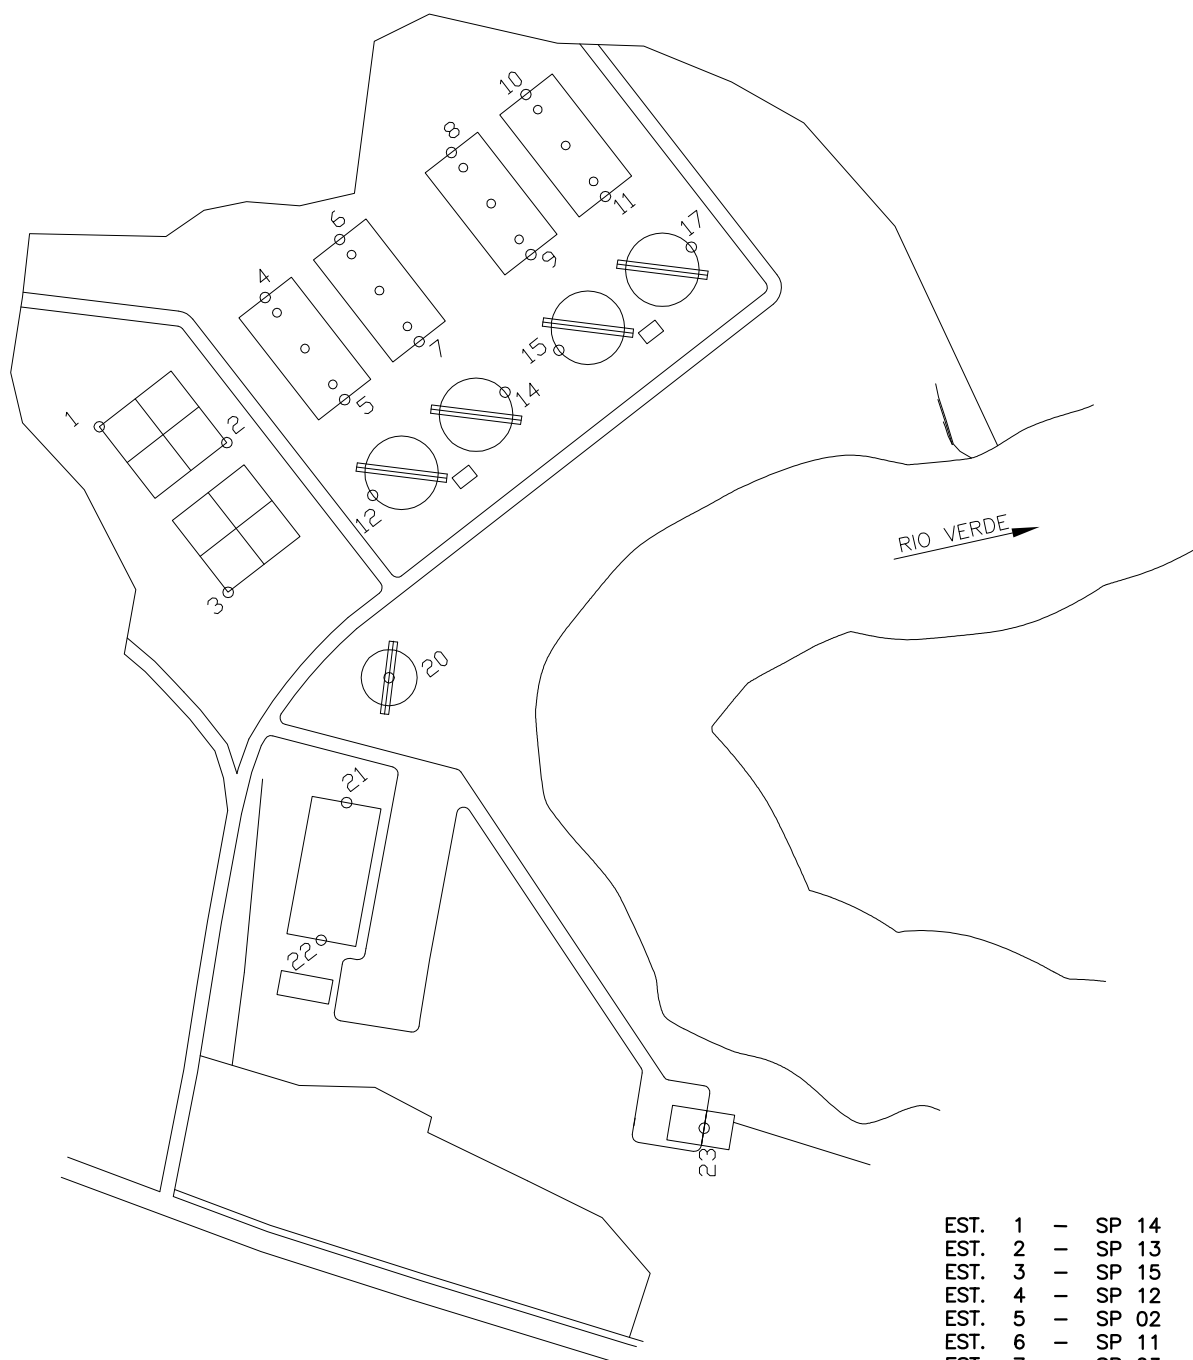 10
8
11
17
6
9
4
15
7
14
5
1
2
12
RIO VERDE
3
20
21
22
23
EST. 1 - SP 14
EST. 2 - SP 13
EST. 3 - SP 15
EST. 4 - SP 12
EST. 5 - SP 02
EST. 6 - SP 11